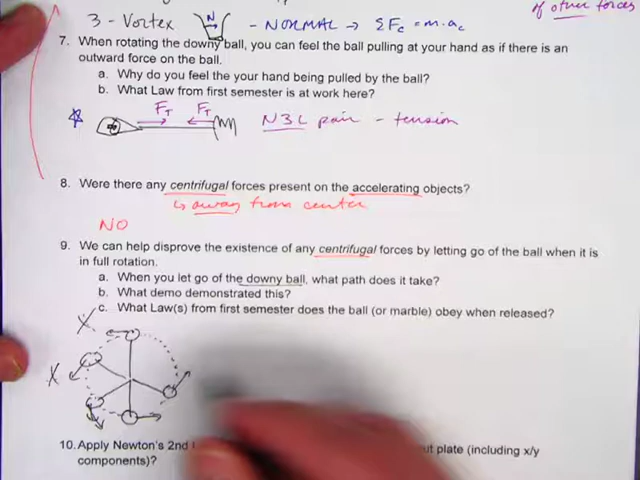 of other forces
3 - Vortex N - NORMAL → ΣFc = m·ac
7. When rotating the downy ball, you can feel the ball pulling at your hand as if there is an
outward force on the ball.
a. Why do you feel your hand being pulled by the ball?
b. What Law from first semester is at work here?
FT FT N3L pair - tension
8. Were there any centrifugal forces present on the accelerating objects?
↳ away from center
NO
9. We can help disprove the existence of any centrifugal forces by letting go of the ball when it is
in full rotation.
a. When you let go of the downy ball, what path does it take?
b. What demo demonstrated this?
c. What Law(s) from first semester does the ball (or marble) obey when released?
X
X
10. Apply Newton's 2nd ut plate (including x/y
components)?